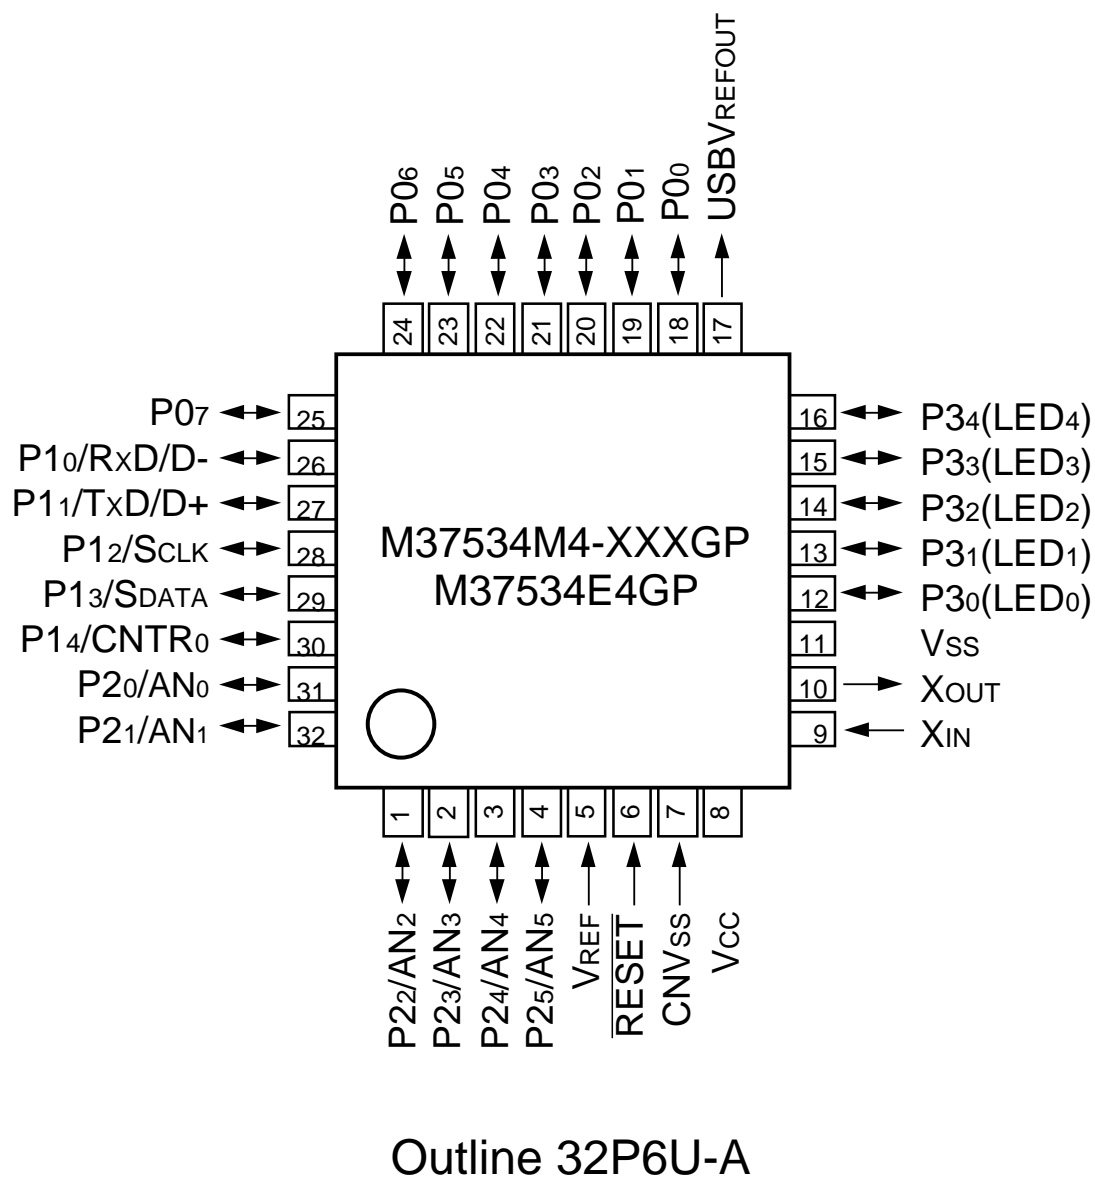 USBVREFOUT
P00
P01
P02
P03
P04
P05
P06
24 23 22 21 20 19 18 17
P07 25
P10/RXD/D- 26
P11/TXD/D+ 27
P12/SCLK 28
P13/SDATA 29
P14/CNTR0 30
P20/AN0 31
P21/AN1 32
M37534M4-XXXGP
M37534E4GP
16 P34(LED4)
15 P33(LED3)
14 P32(LED2)
13 P31(LED1)
12 P30(LED0)
11 VSS
10 XOUT
9 XIN
1 2 3 4 5 6 7 8
P22/AN2
P23/AN3
P24/AN4
P25/AN5
VREF
RESET
CNVSS
VCC
Outline 32P6U-A